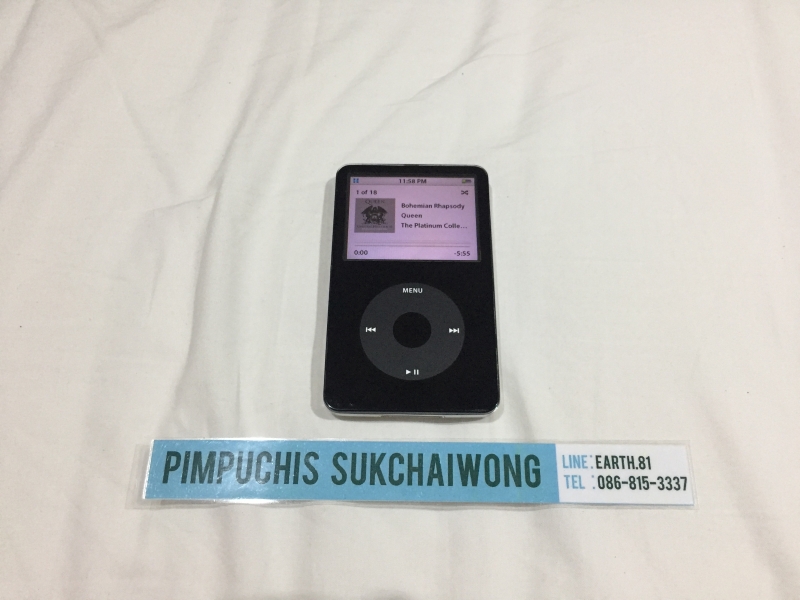 11:58 PM
1 of 18
Bohemian Rhapsody
Queen
The Platinum Colle...
0:00 -5:55
MENU
PIMPUCHIS SUKCHAIWONG
LINE: EARTH.81
TEL : 086-815-3337